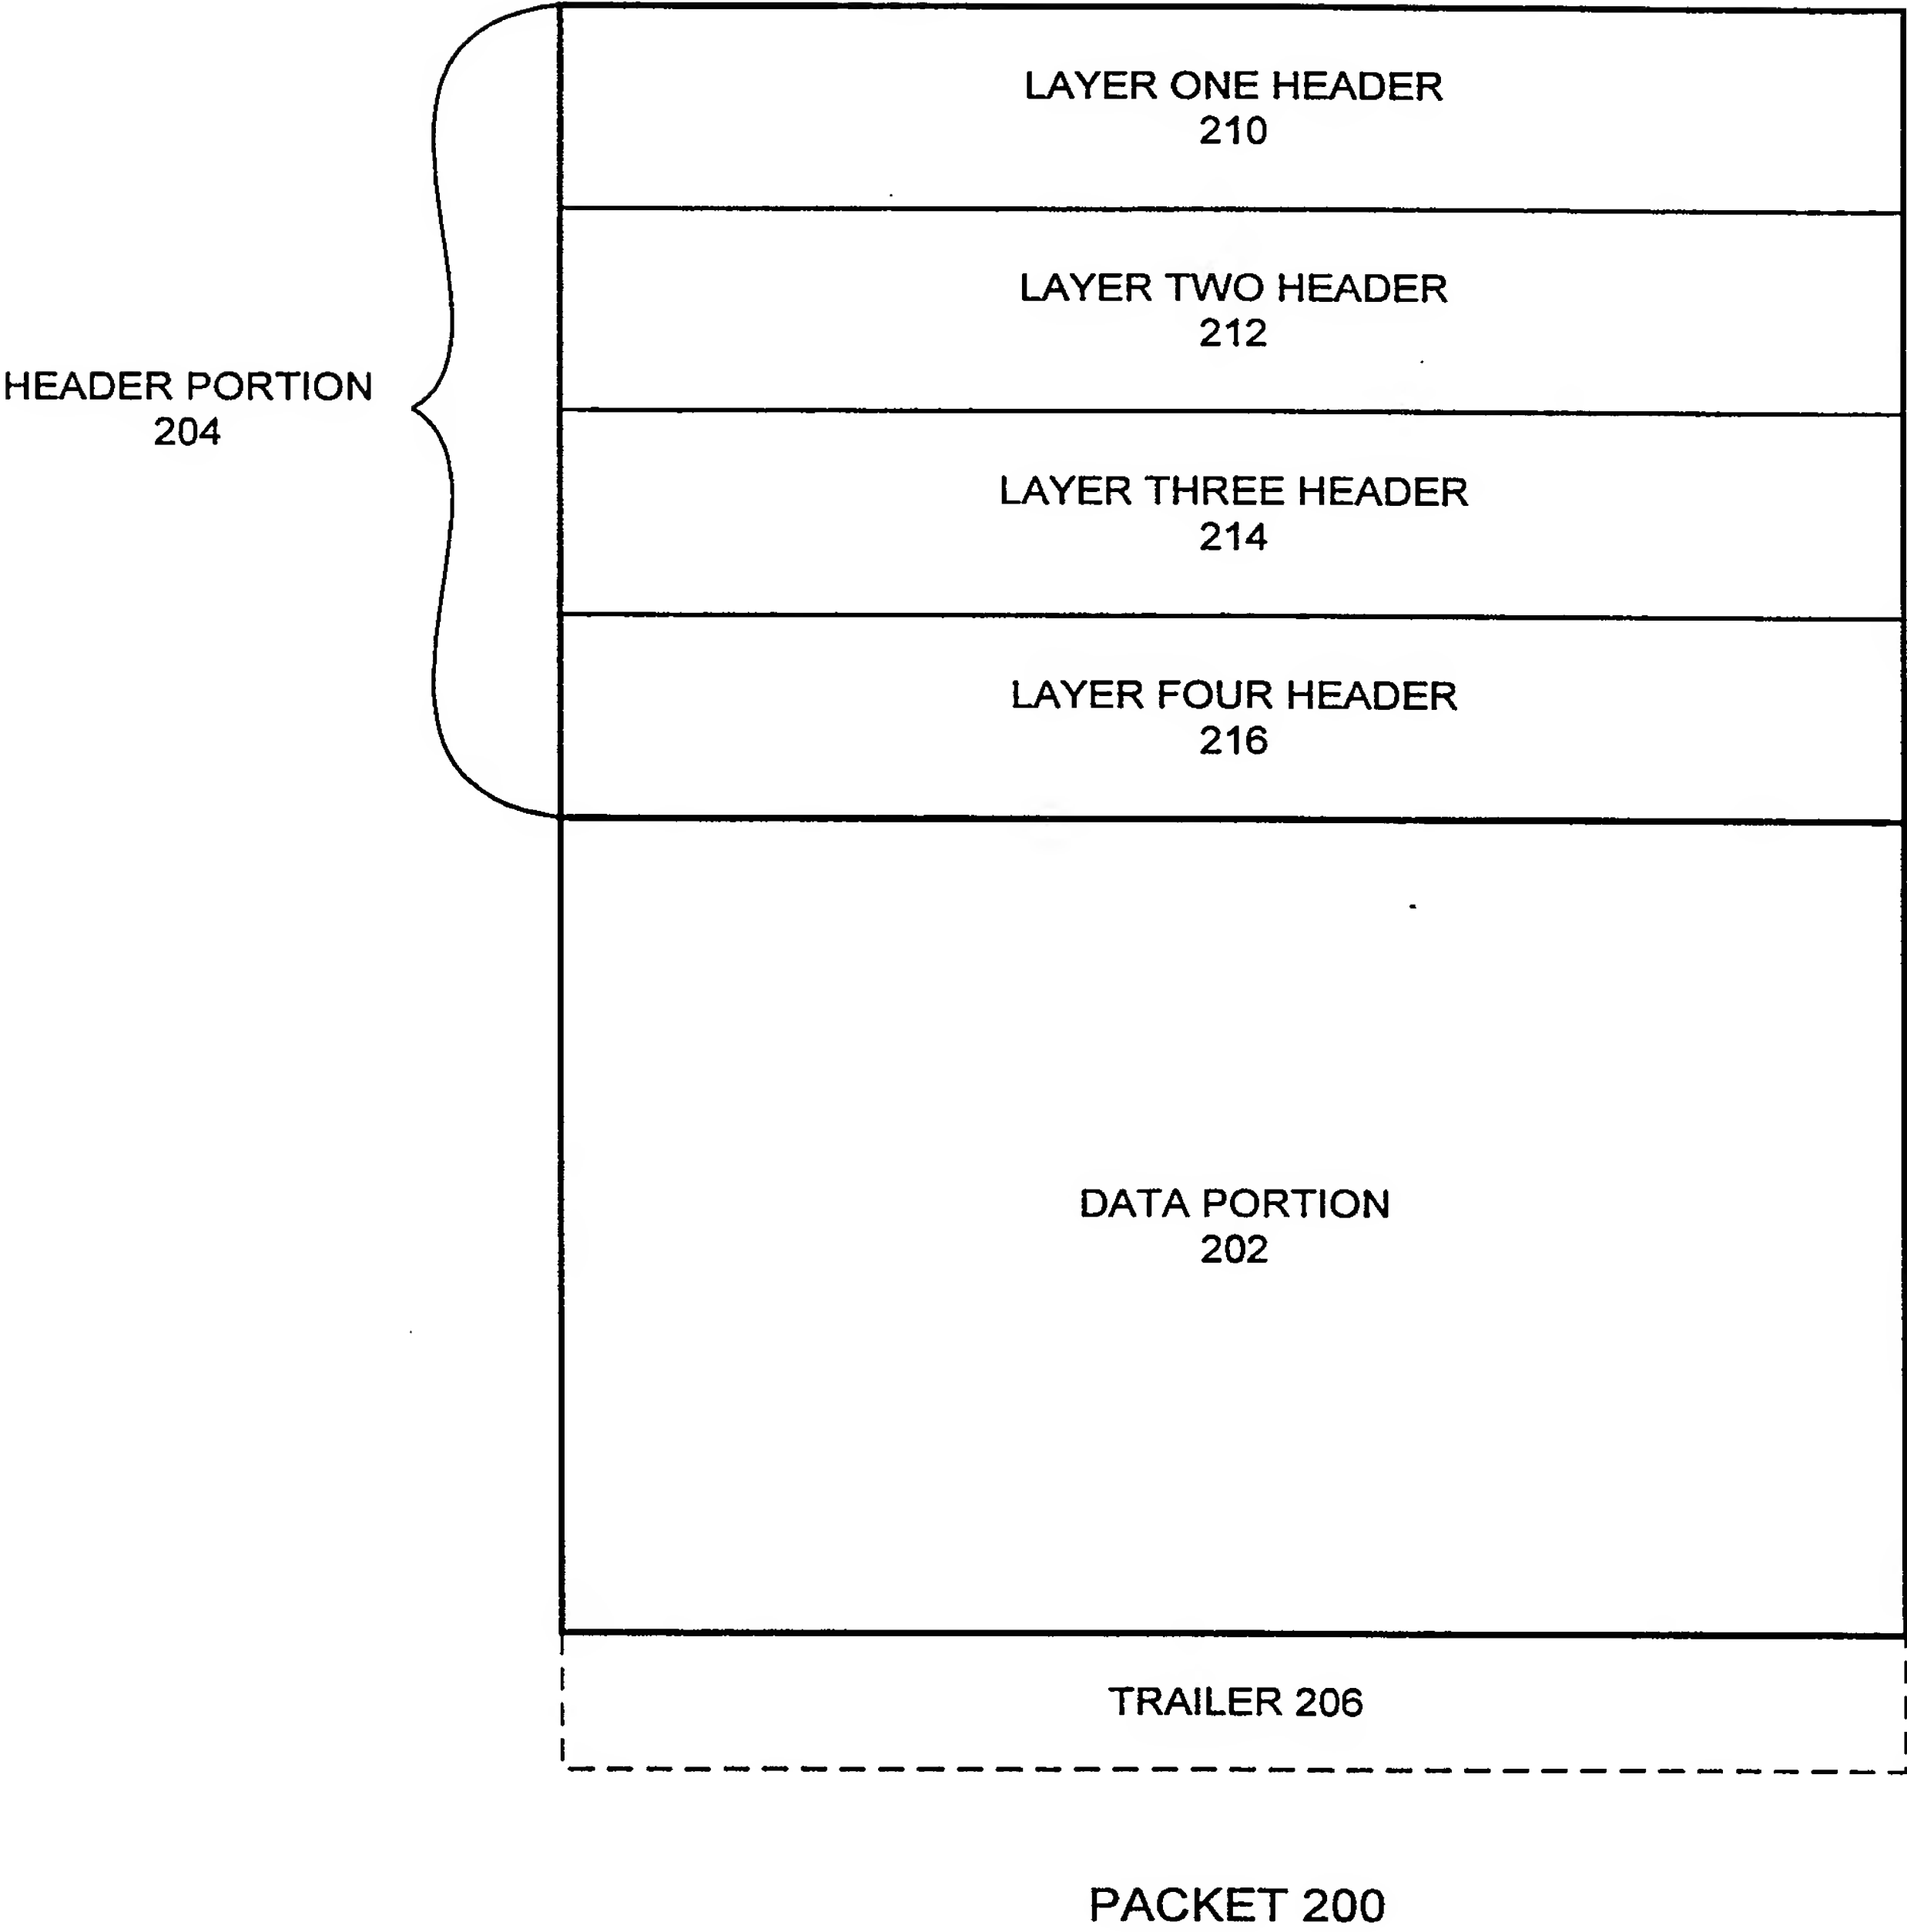 LAYER ONE HEADER
210
LAYER TWO HEADER
212
HEADER PORTION
204
LAYER THREE HEADER
214
LAYER FOUR HEADER
216
DATA PORTION
202
TRAILER 206
PACKET 200